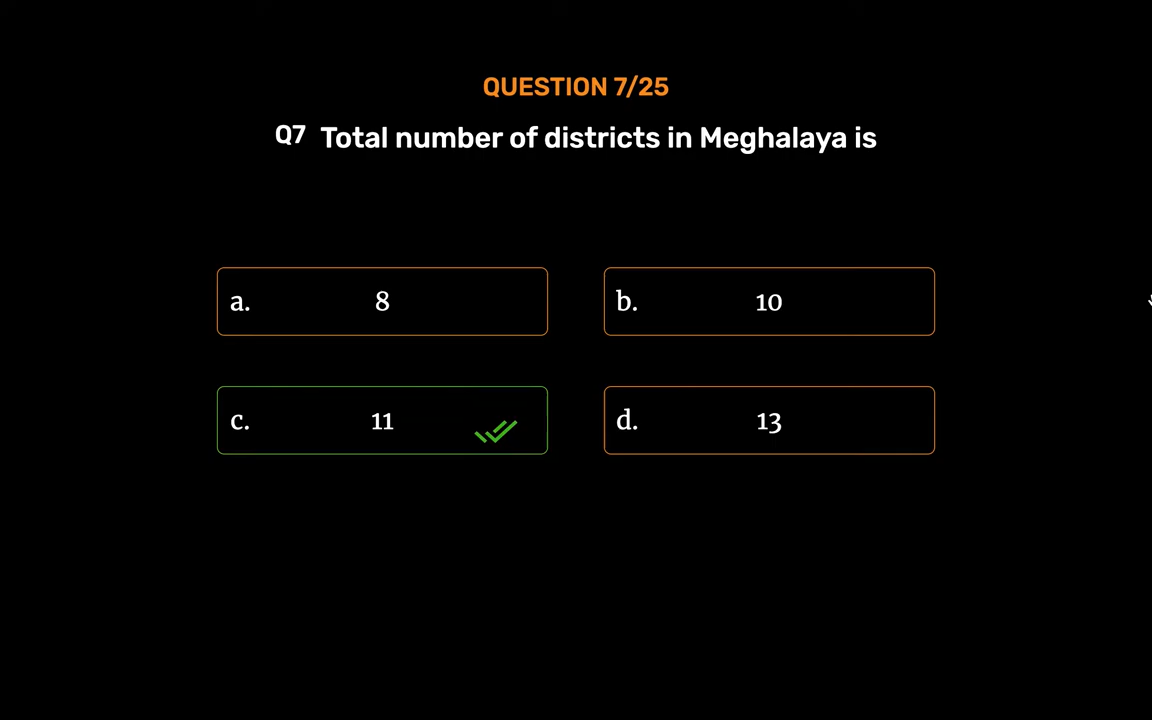 QUESTION 7/25
Q7 Total number of districts in Meghalaya is
a. 8
b. 10
c. 11
d. 13